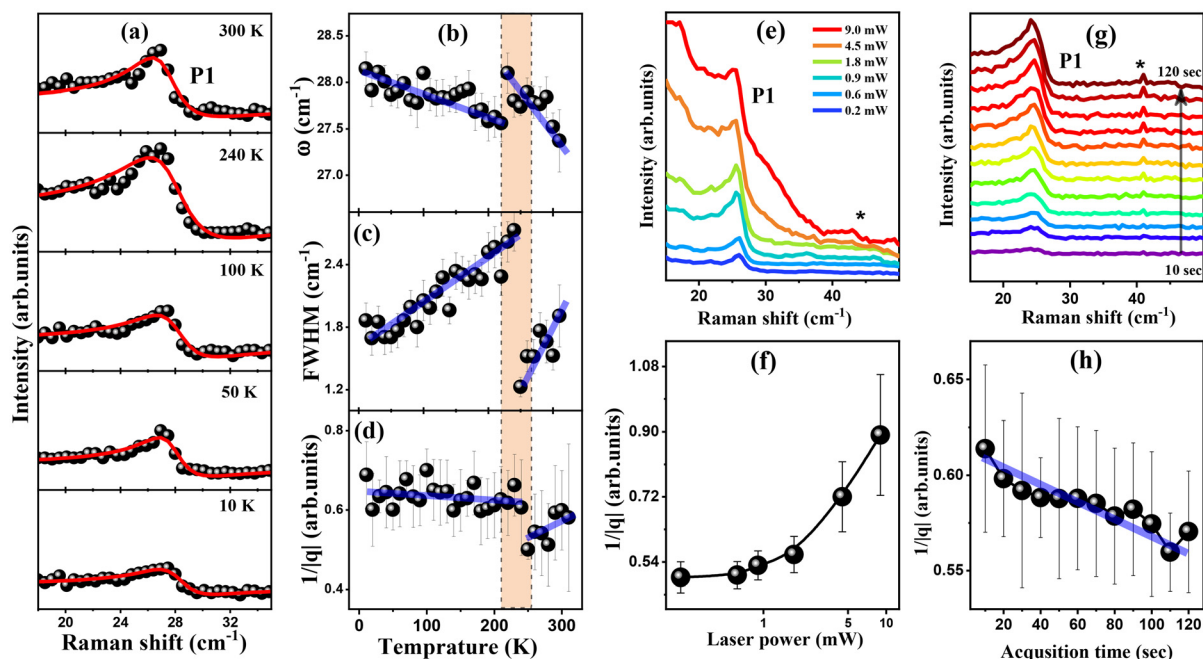 (a)
300 K
P1
240 K
100 K
50 K
10 K
Intensity (arb.units)
20 24 28 32
Raman shift (cm⁻¹)
(b)
28.5
28.0
27.5
27.0
ω (cm⁻¹)
(c)
2.4
1.8
1.2
FWHM (cm⁻¹)
(d)
0.8
0.6
0.4
1/|q| (arb.units)
0 50 100 150 200 250 300
Temprature (K)
(e)
9.0 mW
4.5 mW
1.8 mW
0.9 mW
0.6 mW
0.2 mW
P1
*
Intensity (arb.units)
20 30 40
Raman shift (cm⁻¹)
(f)
1.08
0.90
0.72
0.54
1/|q| (arb.units)
1 5 10
Laser power (mW)
(g)
P1
*
120 sec
10 sec
Intensity (arb.units)
20 30 40
Raman shift (cm⁻¹)
(h)
0.65
0.60
0.55
1/|q| (arb.units)
20 40 60 80 100 120
Acqusition time (sec)